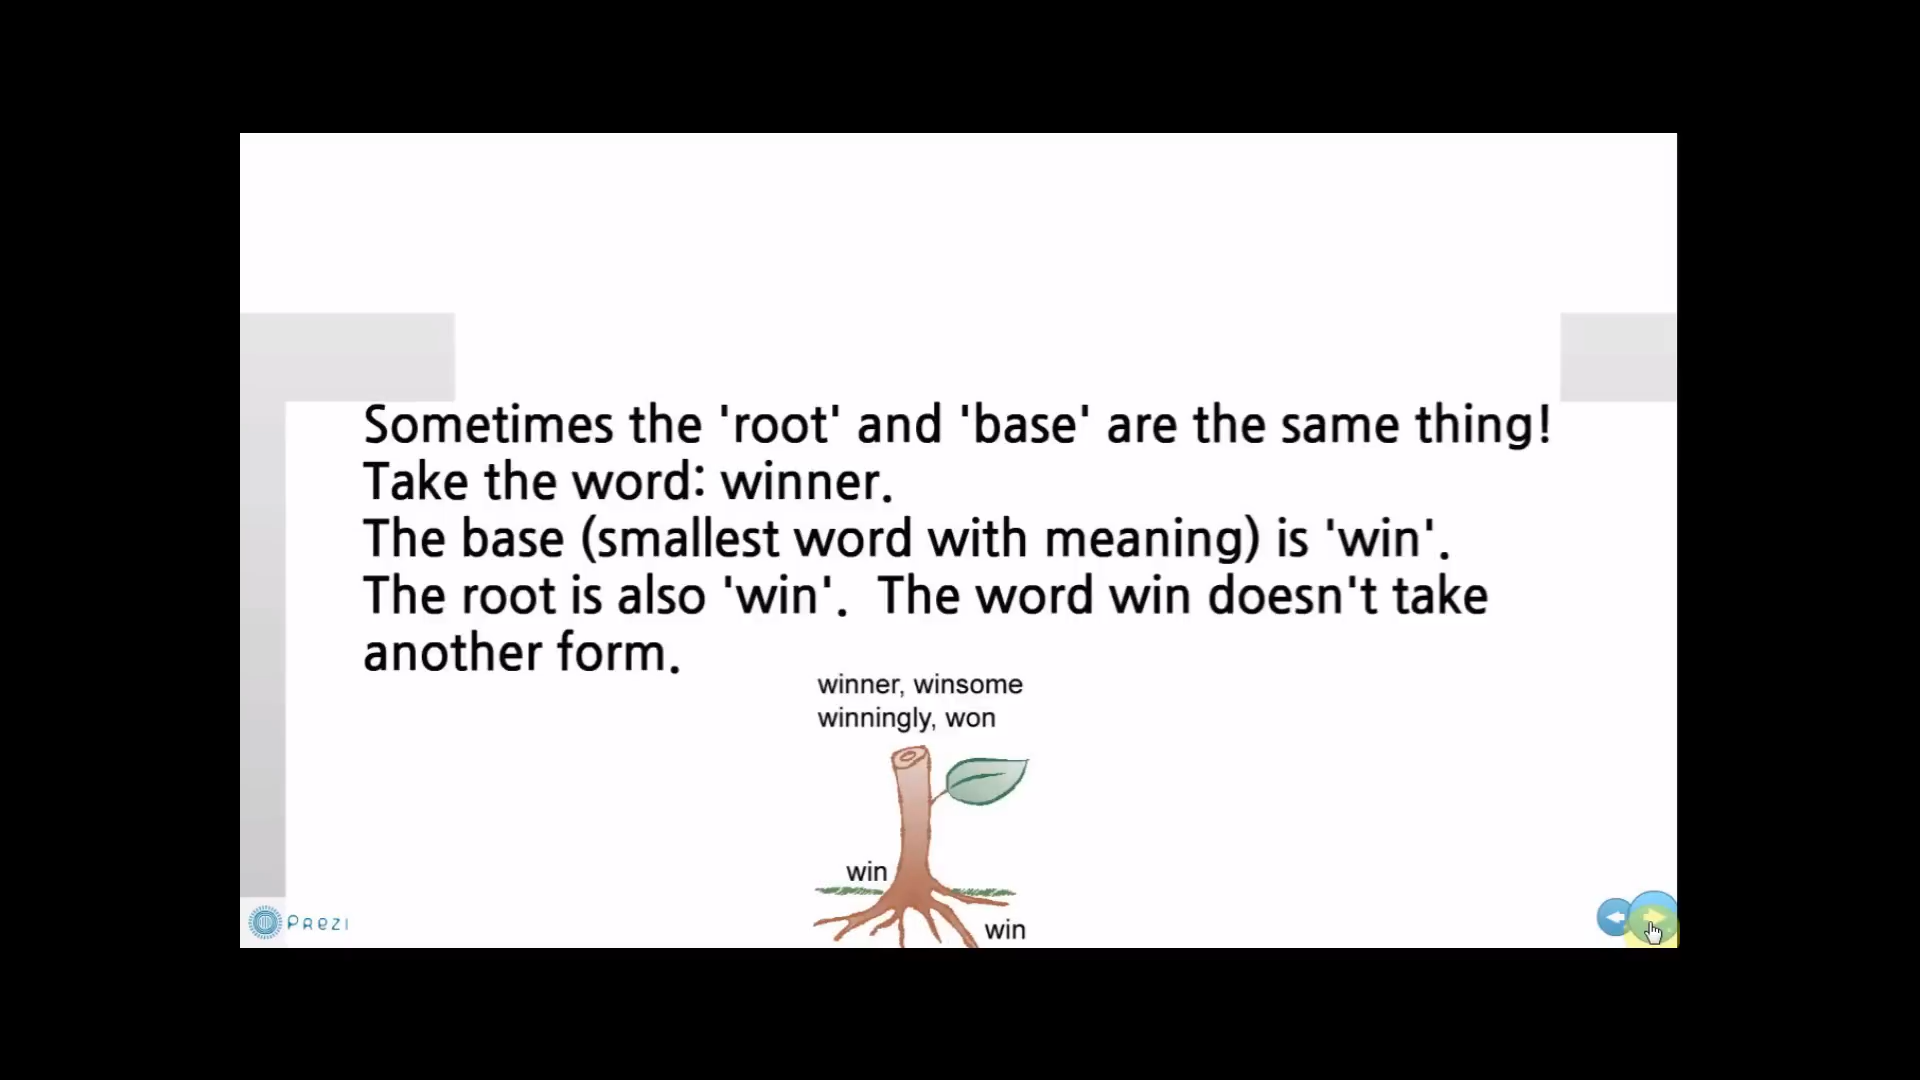 Sometimes the 'root' and 'base' are the same thing!
Take the word: winner.
The base (smallest word with meaning) is 'win'.
The root is also 'win'.  The word win doesn't take
another form.
winner, winsome
winningly, won
win
win
Prezi